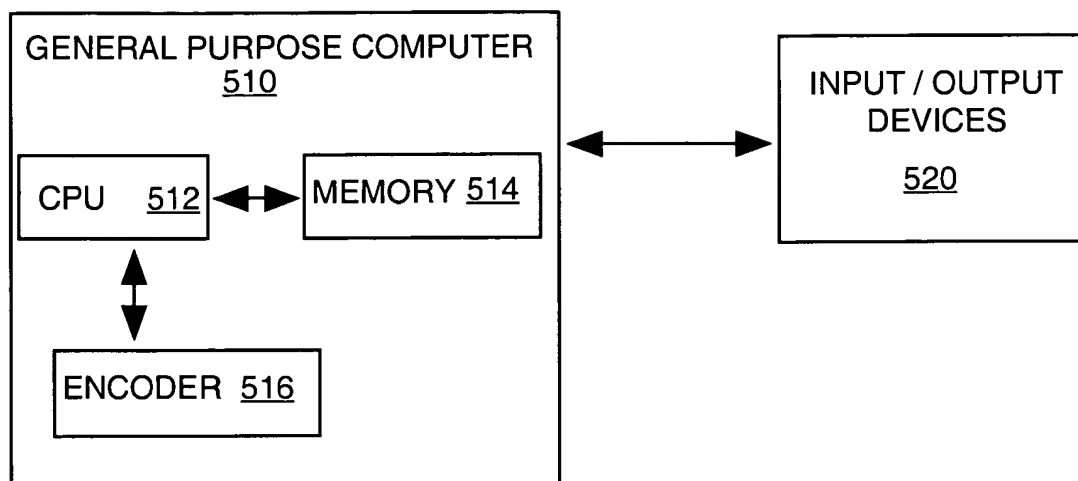 GENERAL PURPOSE COMPUTER
510
CPU 512
MEMORY 514
ENCODER 516
INPUT / OUTPUT
DEVICES
520